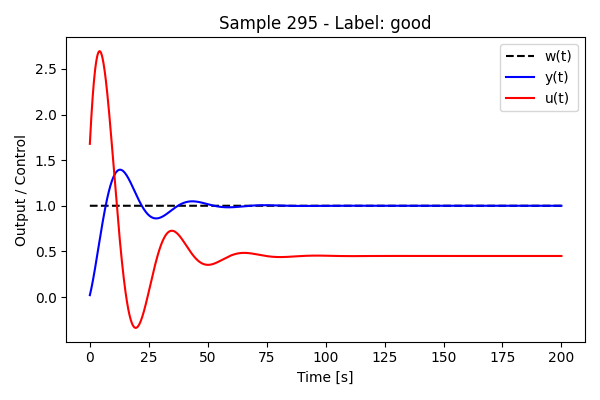 Sample 295 - Label: good
w(t)
y(t)
u(t)
Output / Control
2.5
2.0
1.5
1.0
0.5
0.0
0 25 50 75 100 125 150 175 200
Time [s]